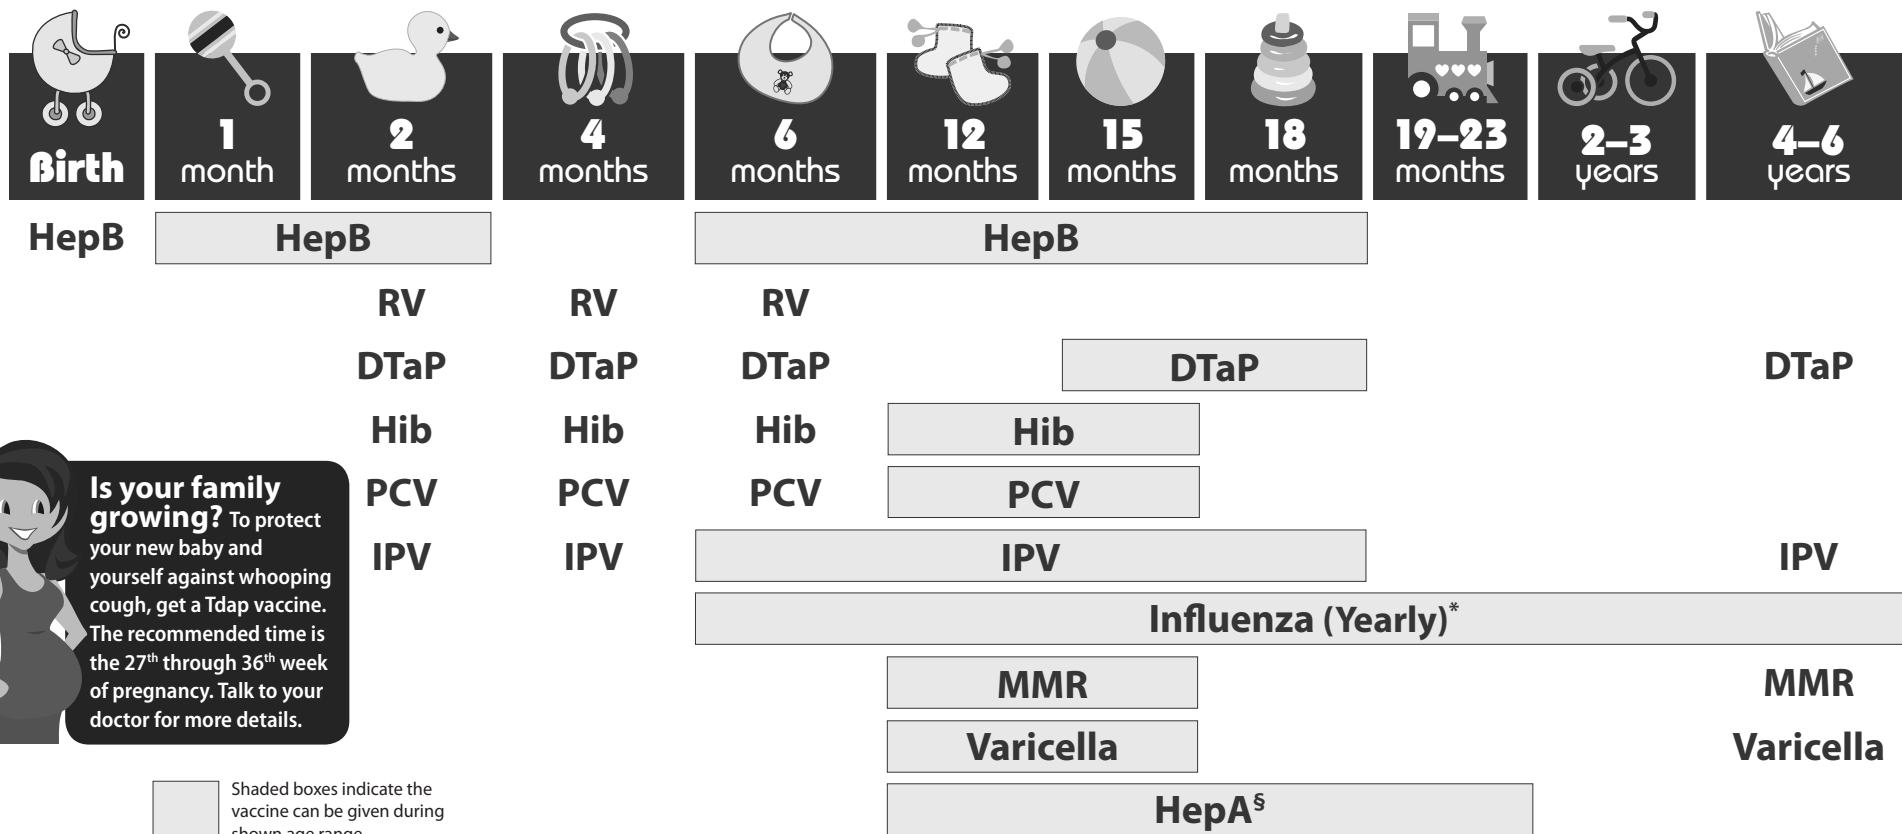 Birth
1 month
2 months
4 months
6 months
12 months
15 months
18 months
19–23 months
2–3 years
4–6 years
HepB HepB HepB
RV RV RV
DTaP DTaP DTaP DTaP DTaP
Hib Hib Hib Hib
PCV PCV PCV PCV
IPV IPV IPV IPV
Influenza (Yearly)*
MMR MMR
Varicella Varicella
HepA§
Is your family
growing? To protect
your new baby and
yourself against whooping
cough, get a Tdap vaccine.
The recommended time is
the 27th through 36th week
of pregnancy. Talk to your
doctor for more details.
Shaded boxes indicate the
vaccine can be given during
shown age range